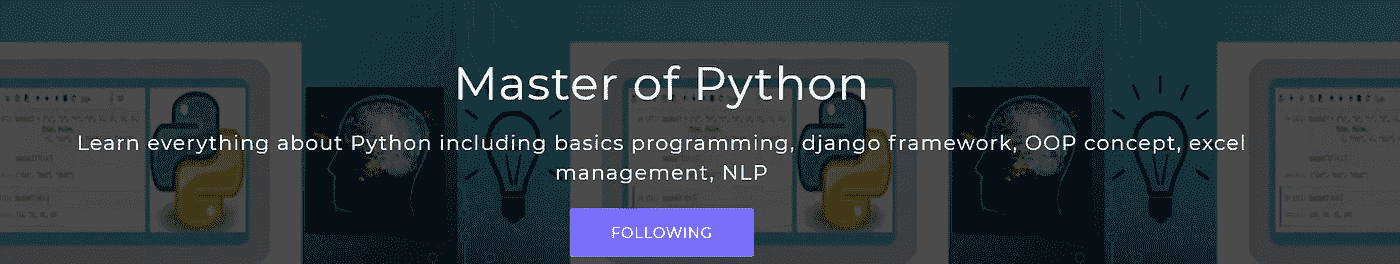 Master of Python
Learn everything about Python including basics programming, django framework, OOP concept, excel
management, NLP
FOLLOWING